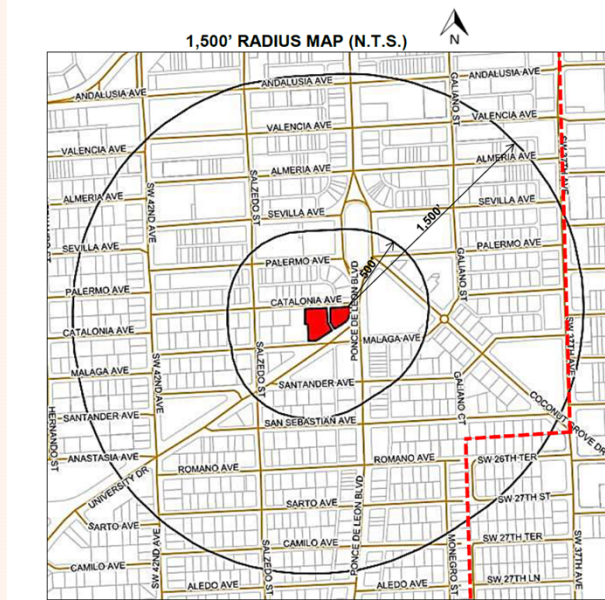 1,500’ RADIUS MAP (N.T.S.)
N
ANDALUSIA AVE
ANDALUSIA AVE
ANDALUSIA AVE
GALIANO ST
VALENCIA AVE
VALENCIA AVE
VALENCIA AVE
SW 37TH AVE
ALMERIA AVE
ALMERIA AVE
ALMERIA AVE
SALZEDO ST
SW 42ND AVE
SEVILLA AVE
SEVILLA AVE
SEVILLA AVE
1,500'
PALERMO AVE
PALERMO AVE
PALERMO AVE
500'
GALIANO ST
PONCE DE LEON BLVD
CATALONIA AVE
CATALONIA AVE
SW 37TH AVE
MALAGA AVE
MALAGA AVE
SALZEDO ST
SW 42ND AVE
SANTANDER AVE
SANTANDER AVE
GALIANO CT
COCONUT GROVE DR
HERNANDO ST
SAN SEBASTIAN AVE
ANASTASIA AVE
ROMANO AVE
ROMANO AVE
SW 26TH TER
UNIVERSITY DR
SW 27TH ST
SARTO AVE
SARTO AVE
PONCE DE LEON BLVD
CAMILO AVE
CAMILO AVE
SW 27TH TER
SW 42ND AVE
SALZEDO ST
MONEGRO ST
SW 37TH AVE
ALEDO AVE
ALEDO AVE
SW 27TH LN